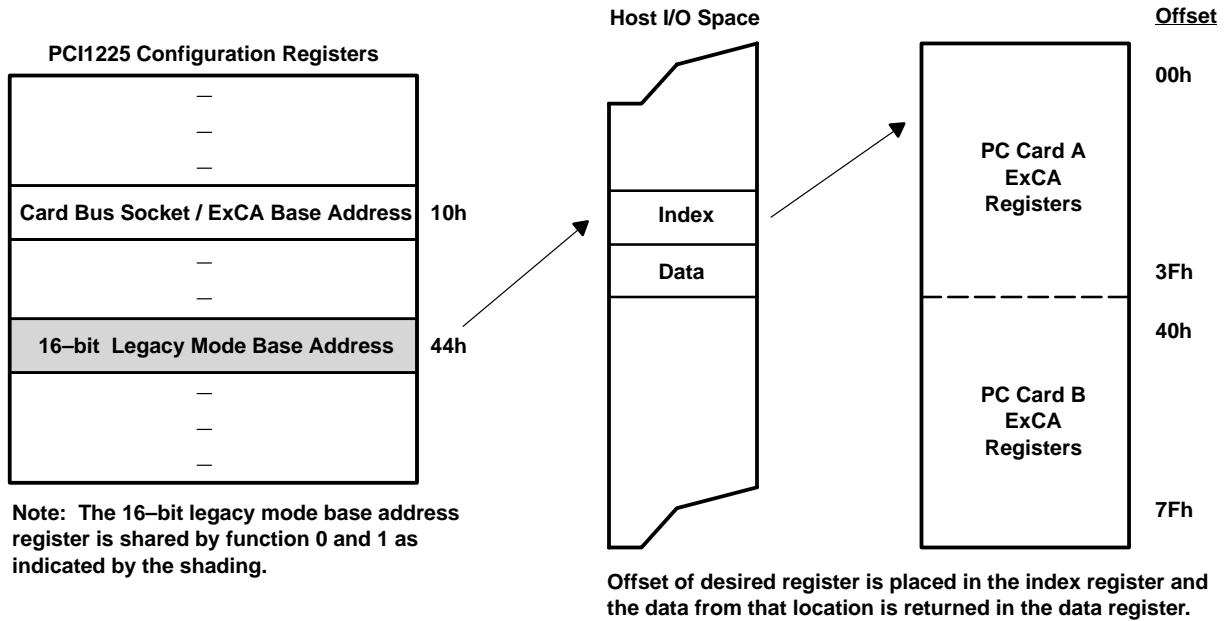 PCI1225 Configuration Registers
—
—
—
Card Bus Socket / ExCA Base Address 10h
—
—
16–bit Legacy Mode Base Address 44h
—
—
—
Note: The 16–bit legacy mode base address
register is shared by function 0 and 1 as
indicated by the shading.
Host I/O Space
Index
Data
Offset
00h
PC Card A
ExCA
Registers
3Fh
40h
PC Card B
ExCA
Registers
7Fh
Offset of desired register is placed in the index register and
the data from that location is returned in the data register.